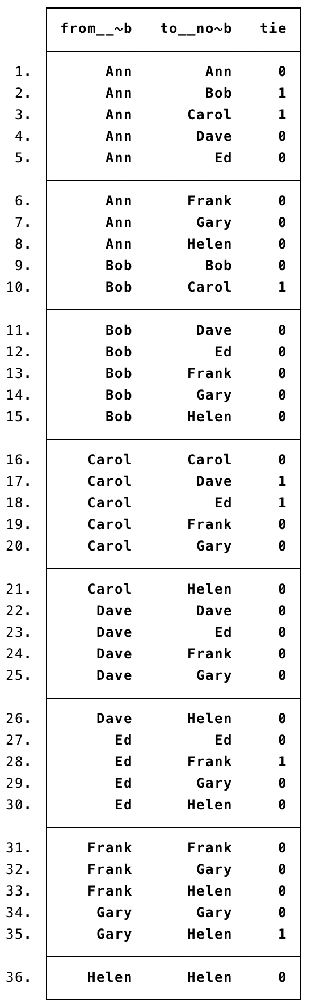 from__~b to__no~b tie
1. Ann Ann 0
2. Ann Bob 1
3. Ann Carol 1
4. Ann Dave 0
5. Ann Ed 0
6. Ann Frank 0
7. Ann Gary 0
8. Ann Helen 0
9. Bob Bob 0
10. Bob Carol 1
11. Bob Dave 0
12. Bob Ed 0
13. Bob Frank 0
14. Bob Gary 0
15. Bob Helen 0
16. Carol Carol 0
17. Carol Dave 1
18. Carol Ed 1
19. Carol Frank 0
20. Carol Gary 0
21. Carol Helen 0
22. Dave Dave 0
23. Dave Ed 0
24. Dave Frank 0
25. Dave Gary 0
26. Dave Helen 0
27. Ed Ed 0
28. Ed Frank 1
29. Ed Gary 0
30. Ed Helen 0
31. Frank Frank 0
32. Frank Gary 0
33. Frank Helen 0
34. Gary Gary 0
35. Gary Helen 1
36. Helen Helen 0